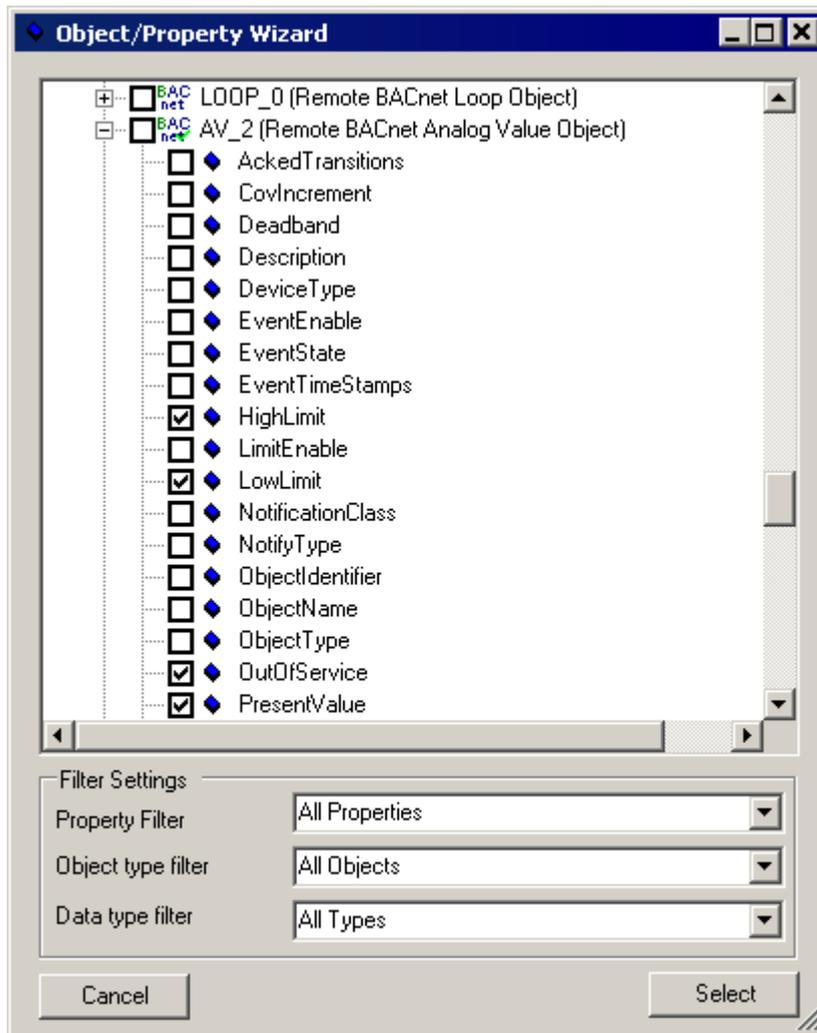 Object/Property Wizard
BAC net LOOP_0 (Remote BACnet Loop Object)
BAC net AV_2 (Remote BACnet Analog Value Object)
AckedTransitions
CovIncrement
Deadband
Description
DeviceType
EventEnable
EventState
EventTimeStamps
HighLimit
LimitEnable
LowLimit
NotificationClass
NotifyType
ObjectIdentifier
ObjectName
ObjectType
OutOfService
PresentValue
Filter Settings
Property Filter All Properties
Object type filter All Objects
Data type filter All Types
Cancel Select